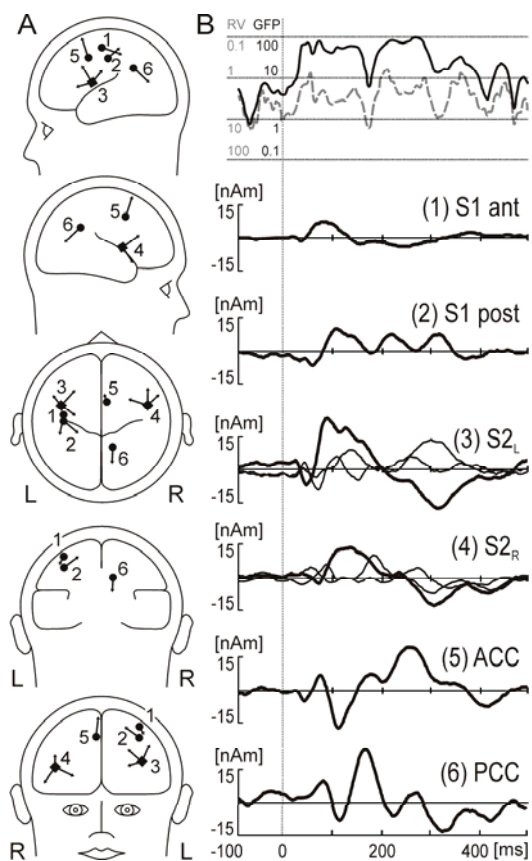 A
1
5
2
6
3
6
5
4
3
5
1
4
2
6
L
R
1
2
6
L
R
1
5
2
4
3
R
L
B
RV GFP
0.1 100
1 10
10 1
100 0.1
[nAm]
15
(1) S1 ant
-15
[nAm]
15
(2) S1 post
-15
[nAm]
15
(3) S2L
-15
[nAm]
15
(4) S2R
-15
[nAm]
15
(5) ACC
-15
[nAm]
15
(6) PCC
-15
-100 0 200 400 [ms]